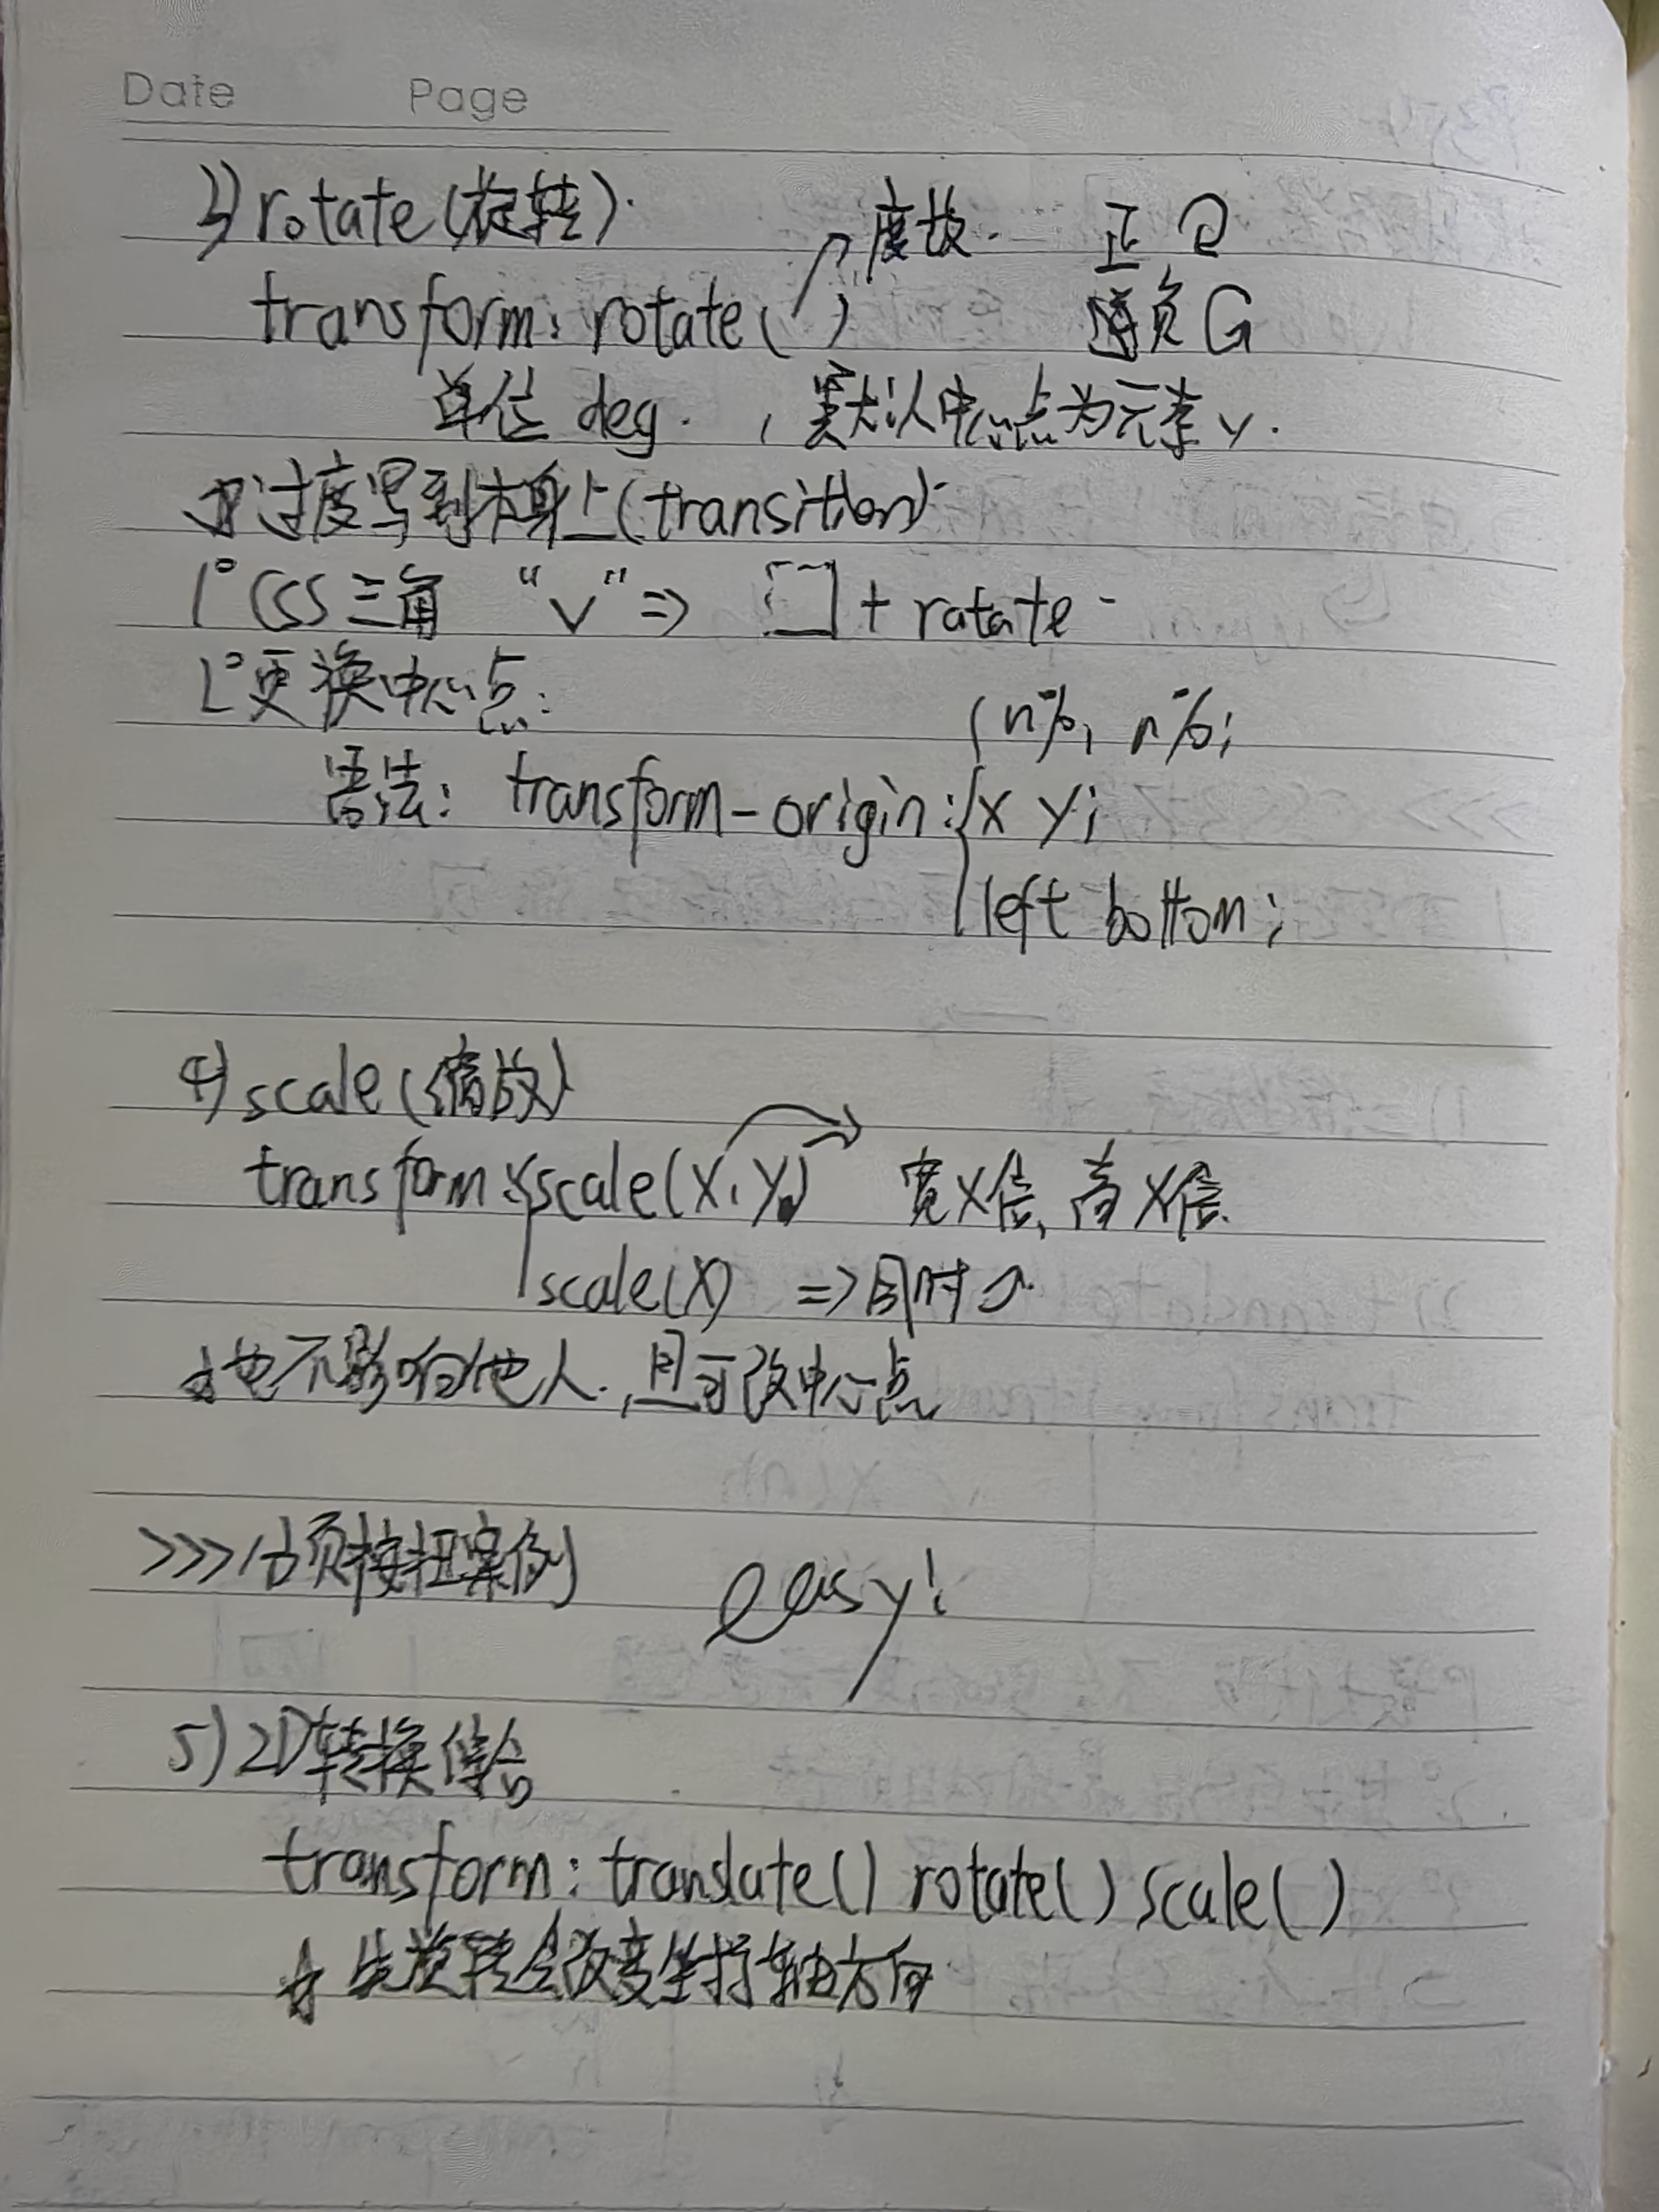 Date Page
3) rotate (旋转).
度数. 正
transform: rotate( ) 负
单位 deg. , 默认中心点为元素
过度写到本身上(transition)
1° CSS三角 "v" => + ratate
2° 更换中心点:
n%, n%;
语法: transform-origin: x y;
left bottom;
4) scale (缩放)
transform: scale(x, y) 宽X倍, 高X倍.
scale(X) => 同时
也不影响他人, 且可改中心点
>>>分页按扭案例 easy!
5) 2D转换
transform: translate() rotate() scale()
先旋转会改变坐标轴方向